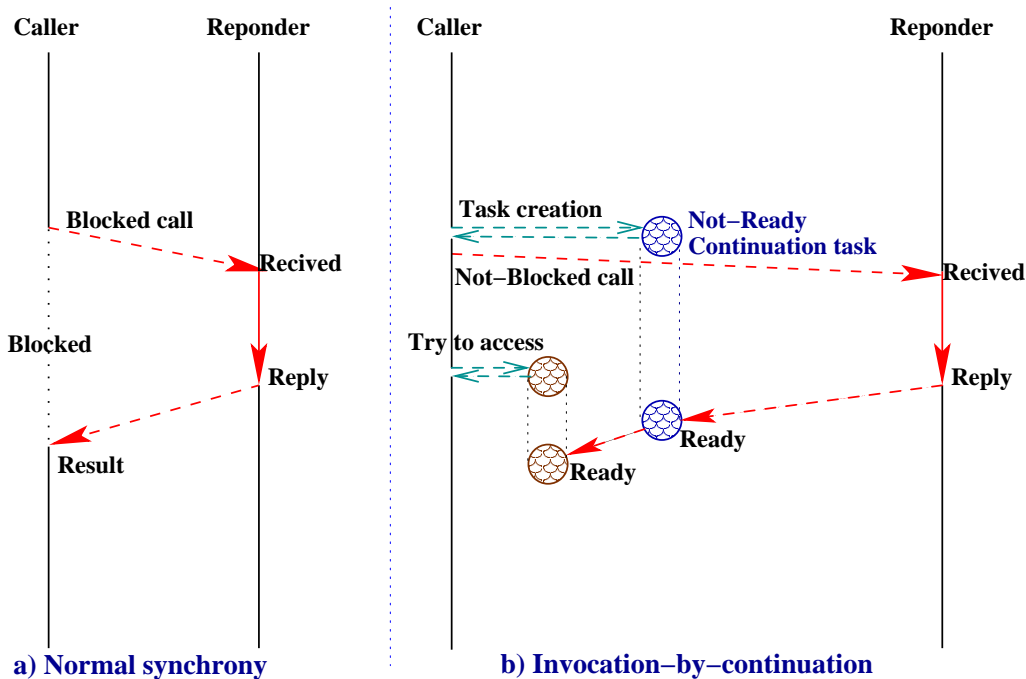 Caller
Reponder
Blocked call
Recived
Blocked
Reply
Result
a) Normal synchrony
Caller
Reponder
Task creation
Not−Ready
Continuation task
Not−Blocked call
Recived
Try to access
Reply
Ready
Ready
b) Invocation−by−continuation